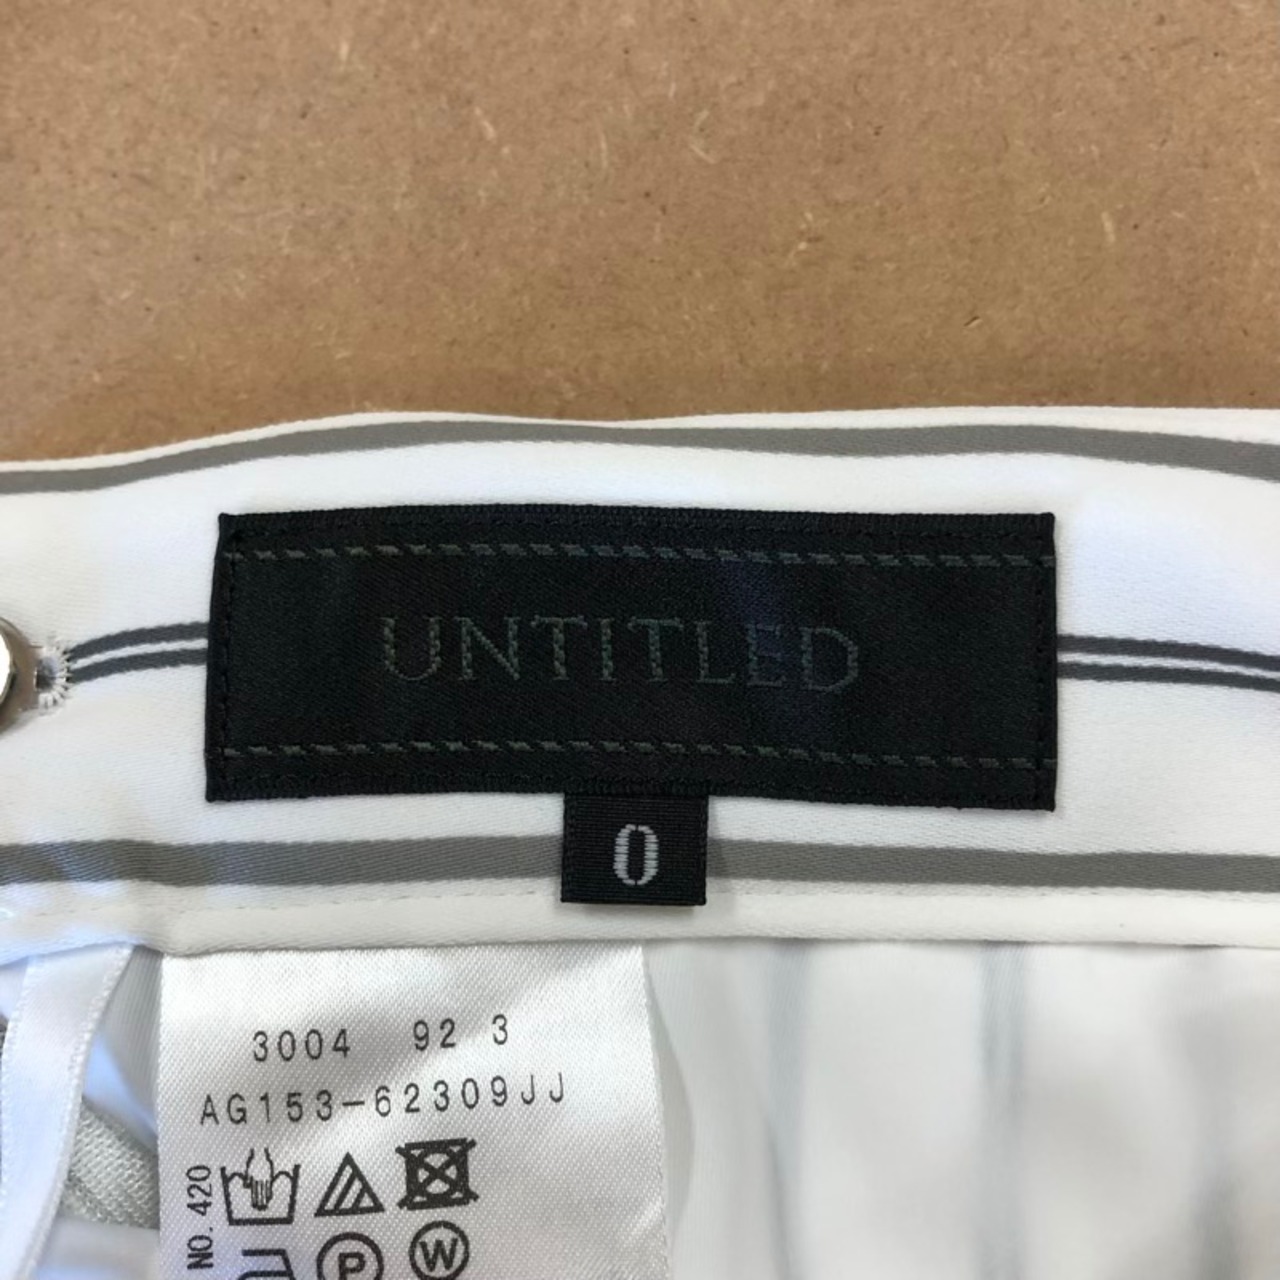 UNTITLED
0
3004 92 3
AG153-62309JJ
NO. 420
P
W